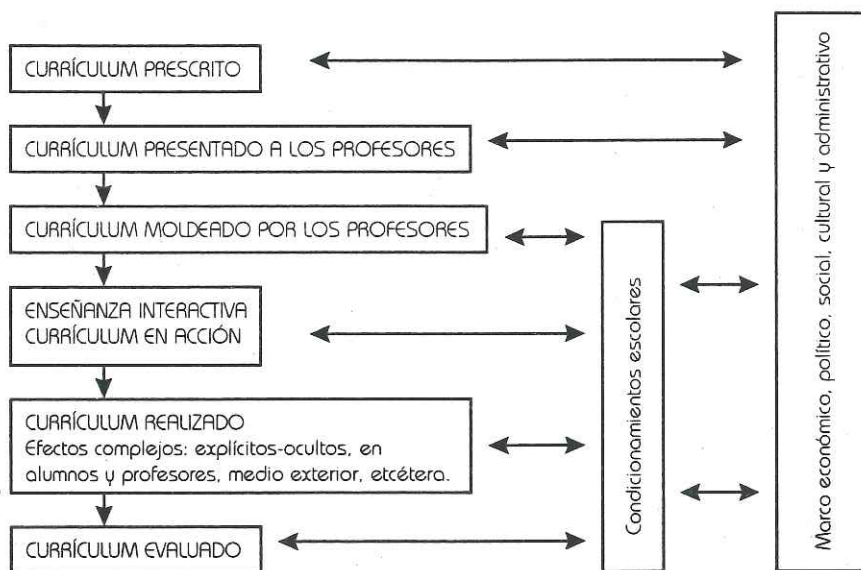 CURRÍCULUM PRESCRITO
CURRÍCULUM PRESENTADO A LOS PROFESORES
CURRÍCULUM MOLDEADO POR LOS PROFESORES
ENSEÑANZA INTERACTIVA
CURRÍCULUM EN ACCIÓN
CURRÍCULUM REALIZADO
Efectos complejos: explícitos-ocultos, en
alumnos y profesores, medio exterior, etcétera.
CURRÍCULUM EVALUADO
Condicionamientos escolares
Marco económico, político, social, cultural y administrativo